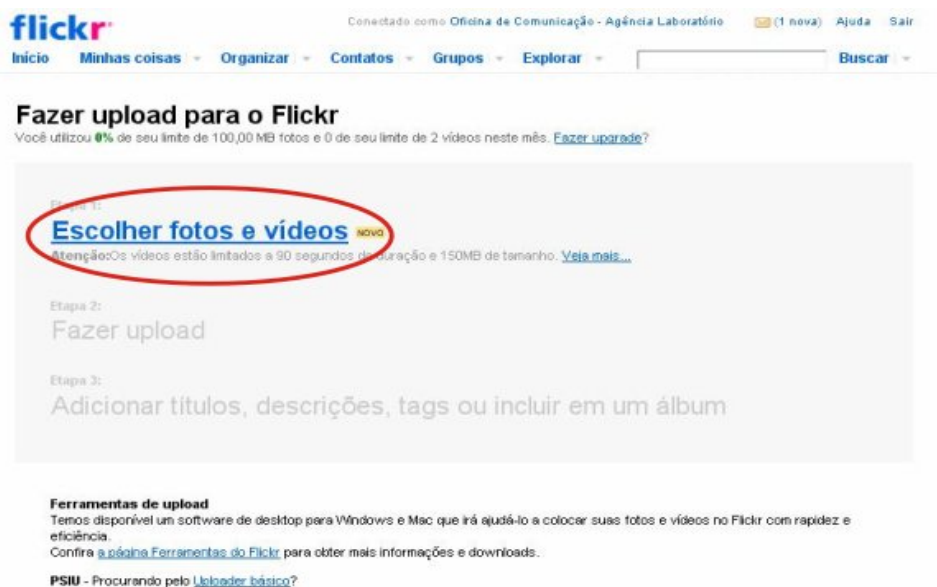 flickr
Conectado como Oficina de Comunicação - Agência Laboratório (1 nova) Ajuda Sair
Início Minhas coisas Organizar Contatos Grupos Explorar Buscar
Fazer upload para o Flickr
Você utilizou 0% de seu limite de 100,00 MB fotos e 0 de seu limite de 2 vídeos neste mês. Fazer upgrade?
Etapa 1:
Escolher fotos e vídeos NOVO
Atenção:Os vídeos estão limitados a 90 segundos de duração e 150MB de tamanho. Veja mais...
Etapa 2:
Fazer upload
Etapa 3:
Adicionar títulos, descrições, tags ou incluir em um álbum
Ferramentas de upload
Temos disponível um software de desktop para Windows e Mac que irá ajudá-lo a colocar suas fotos e vídeos no Flickr com rapidez e
eficiência.
Confira a página Ferramentas do Flickr para obter mais informações e downloads.
PSIU - Procurando pelo Uploader básico?